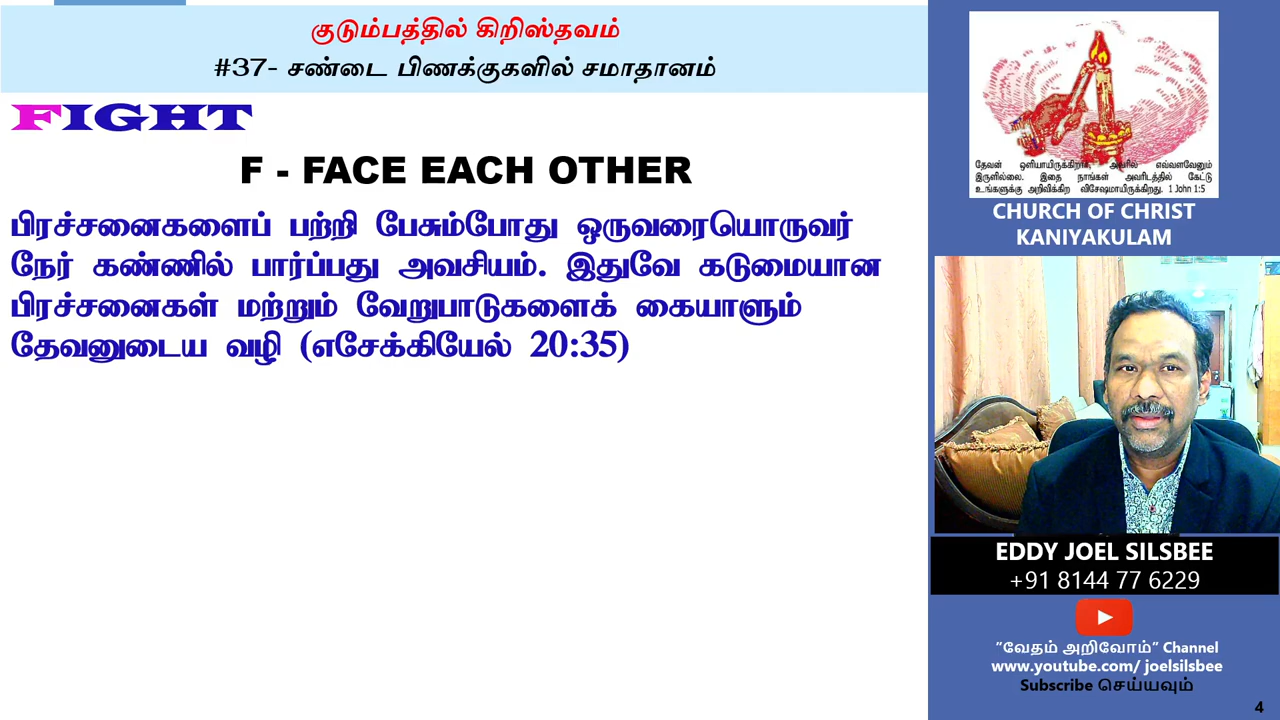 குடும்பத்தில் கிறிஸ்தவம்
#37- சண்டை பிணக்குகளில் சமாதானம்
FIGHT
F - FACE EACH OTHER
பிரச்சனைகளைப் பற்றி பேசும்போது ஒருவரையொருவர்
நேர் கண்ணில் பார்ப்பது அவசியம். இதுவே கடுமையான
பிரச்சனைகள் மற்றும் வேறுபாடுகளைக் கையாளும்
தேவனுடைய வழி (எசேக்கியேல் 20:35)
தேவன் ஒளியாயிருக்கிறார், அவரில் எவ்வளவேனும்
இருளில்லை. இதை நாங்கள் அவரிடத்தில் கேட்டு
உங்களுக்கு அறிவிக்கிற விசேஷமாயிருக்கிறது. 1 John 1:5
CHURCH OF CHRIST
KANIYAKULAM
EDDY JOEL SILSBEE
+91 8144 77 6229
"வேதம் அறிவோம்" Channel
www.youtube.com/ joelsilsbee
Subscribe செய்யவும்
4